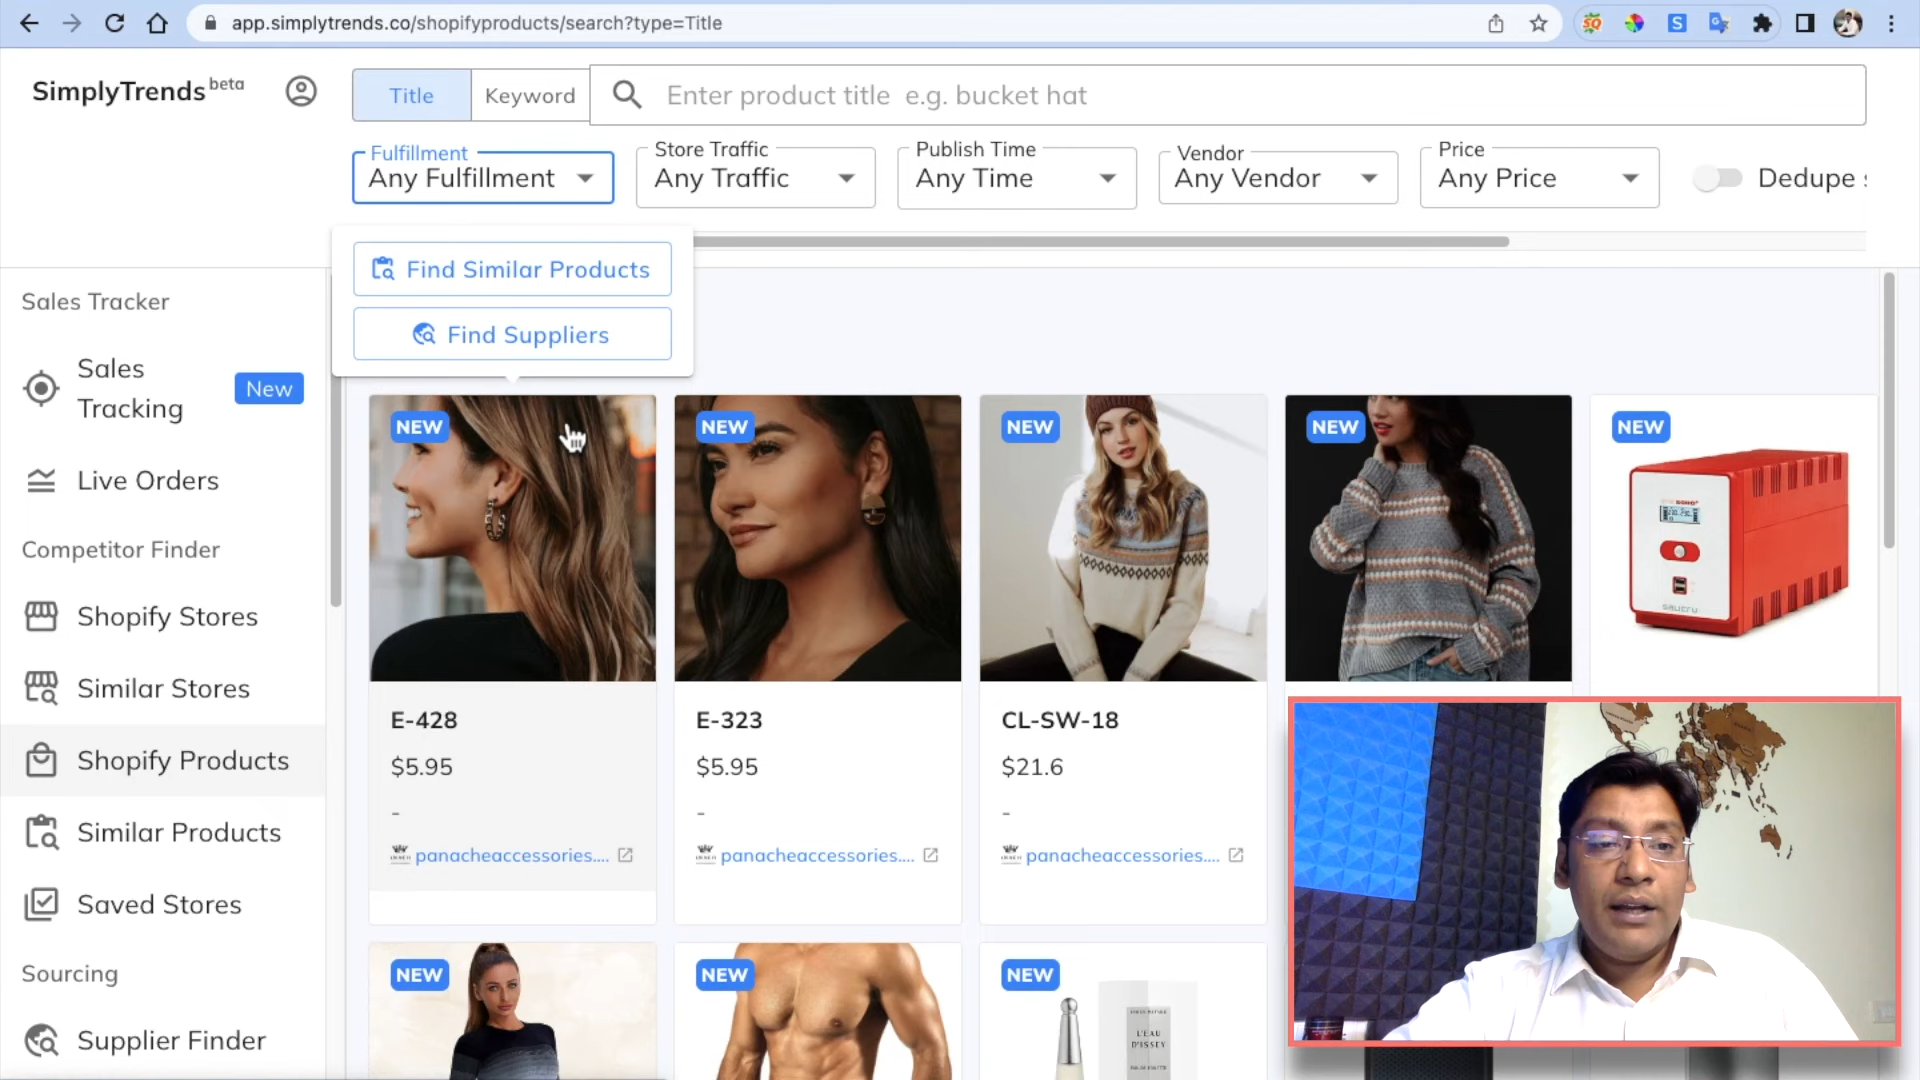 app.simplytrends.co/shopifyproducts/search?type=Title
SimplyTrends beta
Title
Keyword
Enter product title e.g. bucket hat
Fulfillment
Any Fulfillment
Store Traffic
Any Traffic
Publish Time
Any Time
Vendor
Any Vendor
Price
Any Price
Dedupe
Find Similar Products
Find Suppliers
Sales Tracker
Sales
Tracking
New
Live Orders
Competitor Finder
Shopify Stores
Similar Stores
Shopify Products
Similar Products
Saved Stores
Sourcing
Supplier Finder
NEW
NEW
NEW
NEW
NEW
E-428
$5.95
-
panacheaccessories....
E-323
$5.95
-
panacheaccessories....
CL-SW-18
$21.6
-
panacheaccessories....
NEW
NEW
NEW
L'EAU
D'ISSEY